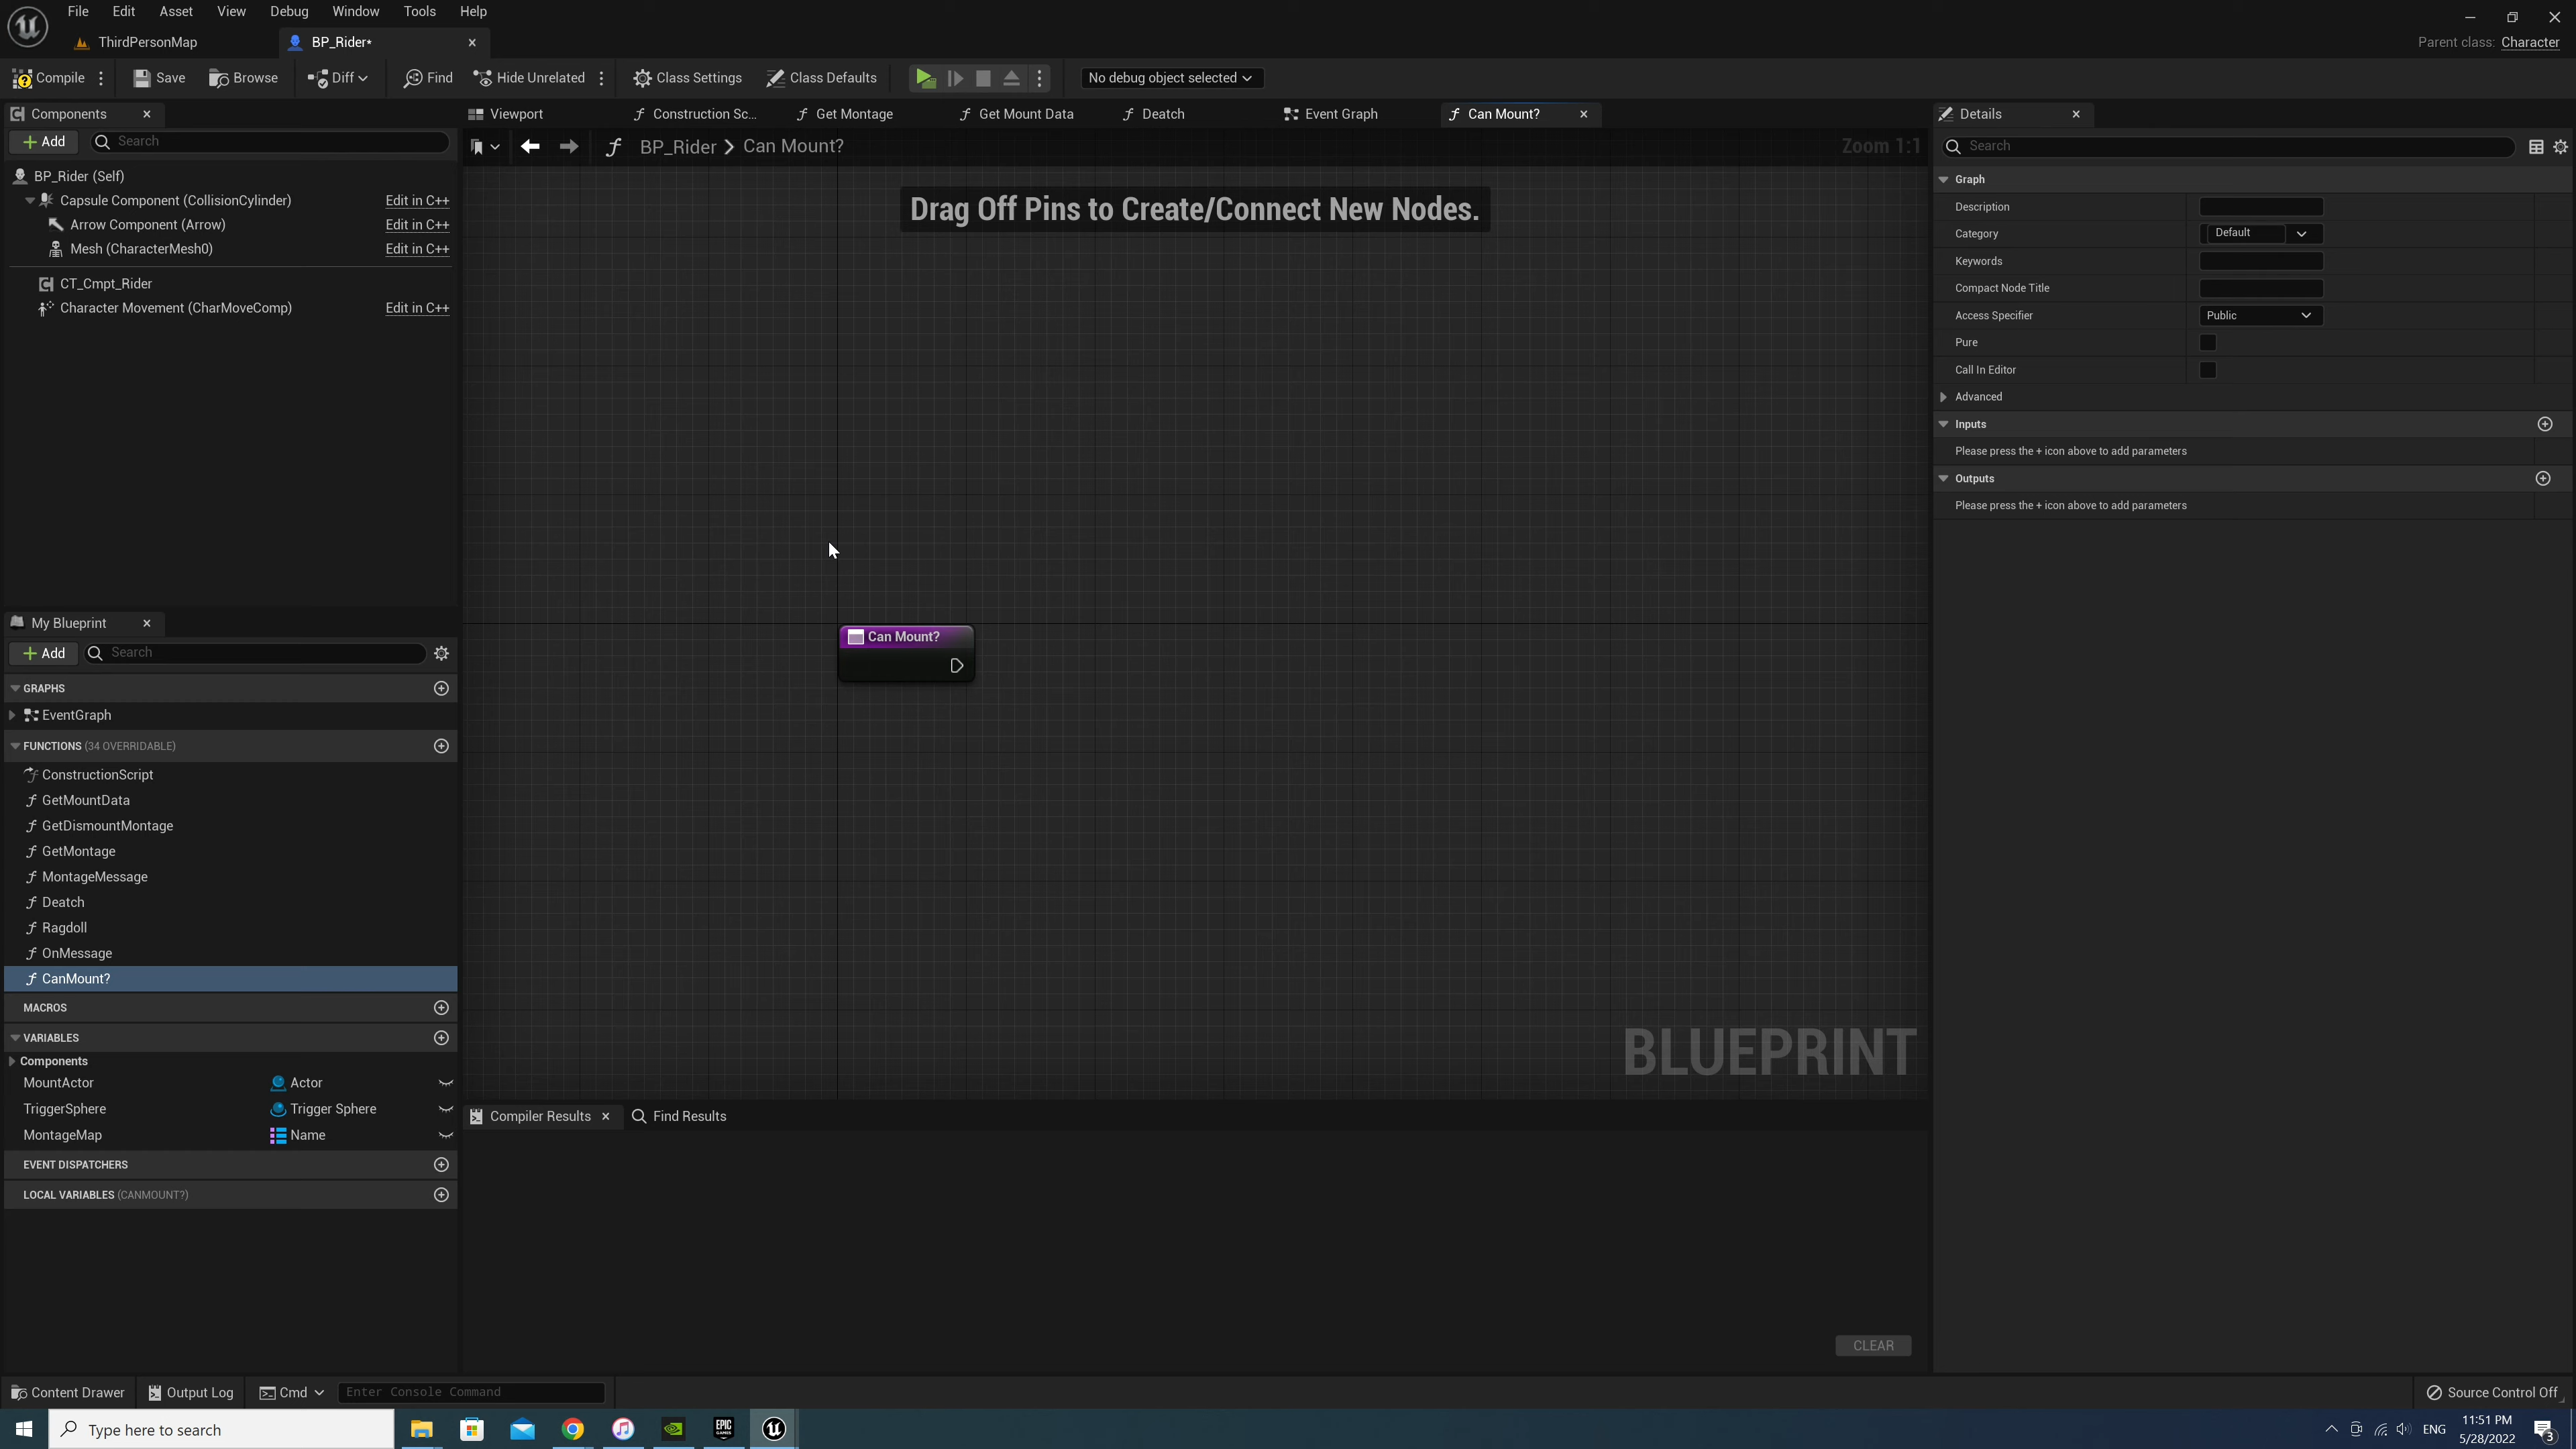 File Edit Asset View Debug Window Tools Help
ThirdPersonMap BP_Rider*
Parent class: Character
Compile Save Browse Diff Find Hide Unrelated Class Settings Class Defaults No debug object selected
Components
Add Search
BP_Rider (Self)
Capsule Component (CollisionCylinder) Edit in C++
Arrow Component (Arrow) Edit in C++
Mesh (CharacterMesh0) Edit in C++
CT_Cmpt_Rider
Character Movement (CharMoveComp) Edit in C++
My Blueprint
Add Search
GRAPHS
EventGraph
FUNCTIONS (34 OVERRIDABLE)
ConstructionScript
GetMountData
GetDismountMontage
GetMontage
MontageMessage
Deatch
Ragdoll
OnMessage
CanMount?
MACROS
VARIABLES
Components
MountActor Actor
TriggerSphere Trigger Sphere
MontageMap Name
EVENT DISPATCHERS
LOCAL VARIABLES (CANMOUNT?)
Viewport Construction Sc... Get Montage Get Mount Data Deatch Event Graph Can Mount?
BP_Rider > Can Mount? Zoom 1:1
Drag Off Pins to Create/Connect New Nodes.
Can Mount?
BLUEPRINT
Compiler Results Find Results
CLEAR
Details
Search
Graph
Description
Category Default
Keywords
Compact Node Title
Access Specifier Public
Pure
Call In Editor
Advanced
Inputs
Please press the + icon above to add parameters
Outputs
Please press the + icon above to add parameters
Content Drawer Output Log Cmd Enter Console Command Source Control Off
Type here to search
EPIC
GAMES
ENG
11:51 PM
5/28/2022
3